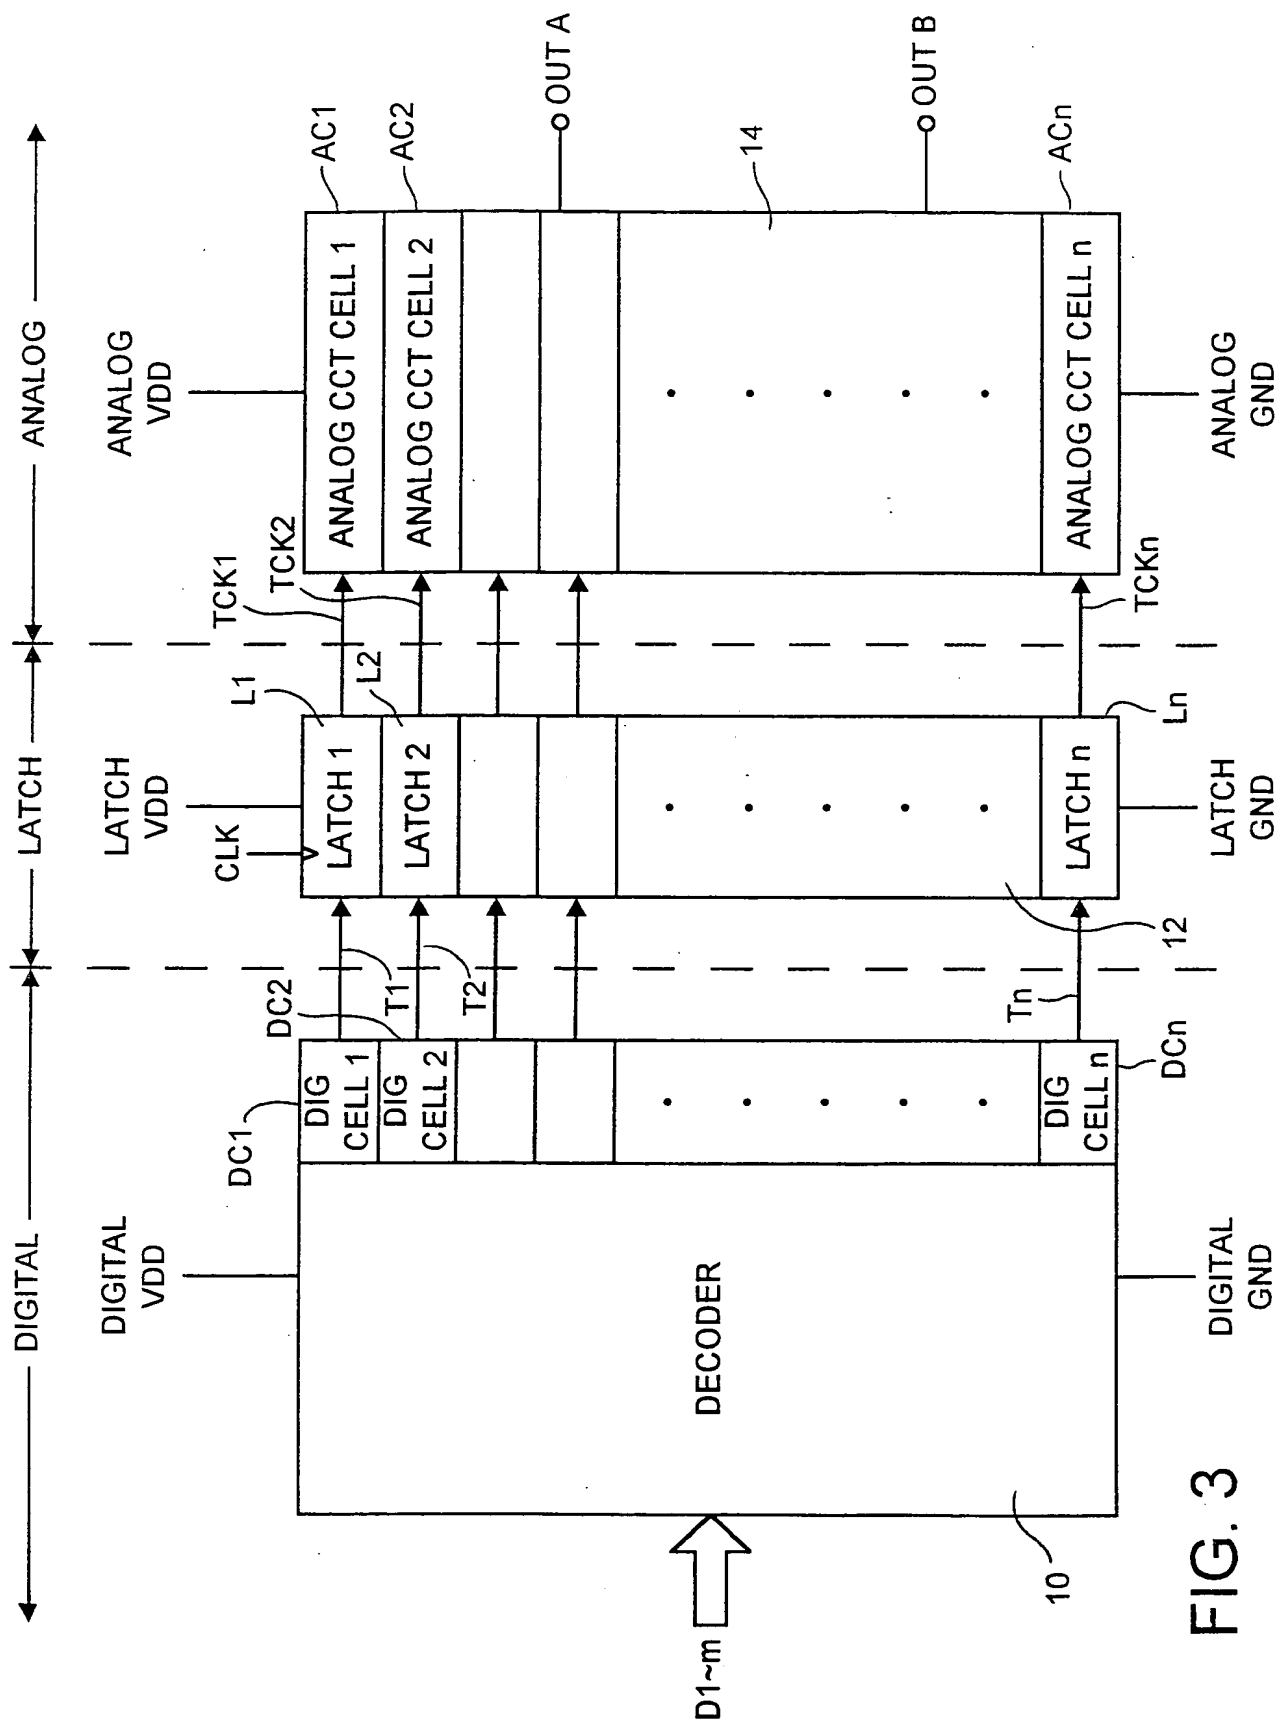 DIGITAL
LATCH
ANALOG
DIGITAL
VDD
LATCH
VDD
ANALOG
VDD
CLK
L1
L2
TCK1
TCK2
AC1
AC2
DC1
DC2
DIG
CELL 1
DIG
CELL 2
T1
T2
LATCH 1
LATCH 2
ANALOG CCT CELL 1
ANALOG CCT CELL 2
OUT A
D1~m
DECODER
14
OUT B
10
DIG
CELL n
Tn
DCn
12
LATCH n
Ln
TCKn
ANALOG CCT CELL n
ACn
DIGITAL
GND
LATCH
GND
ANALOG
GND
FIG. 3